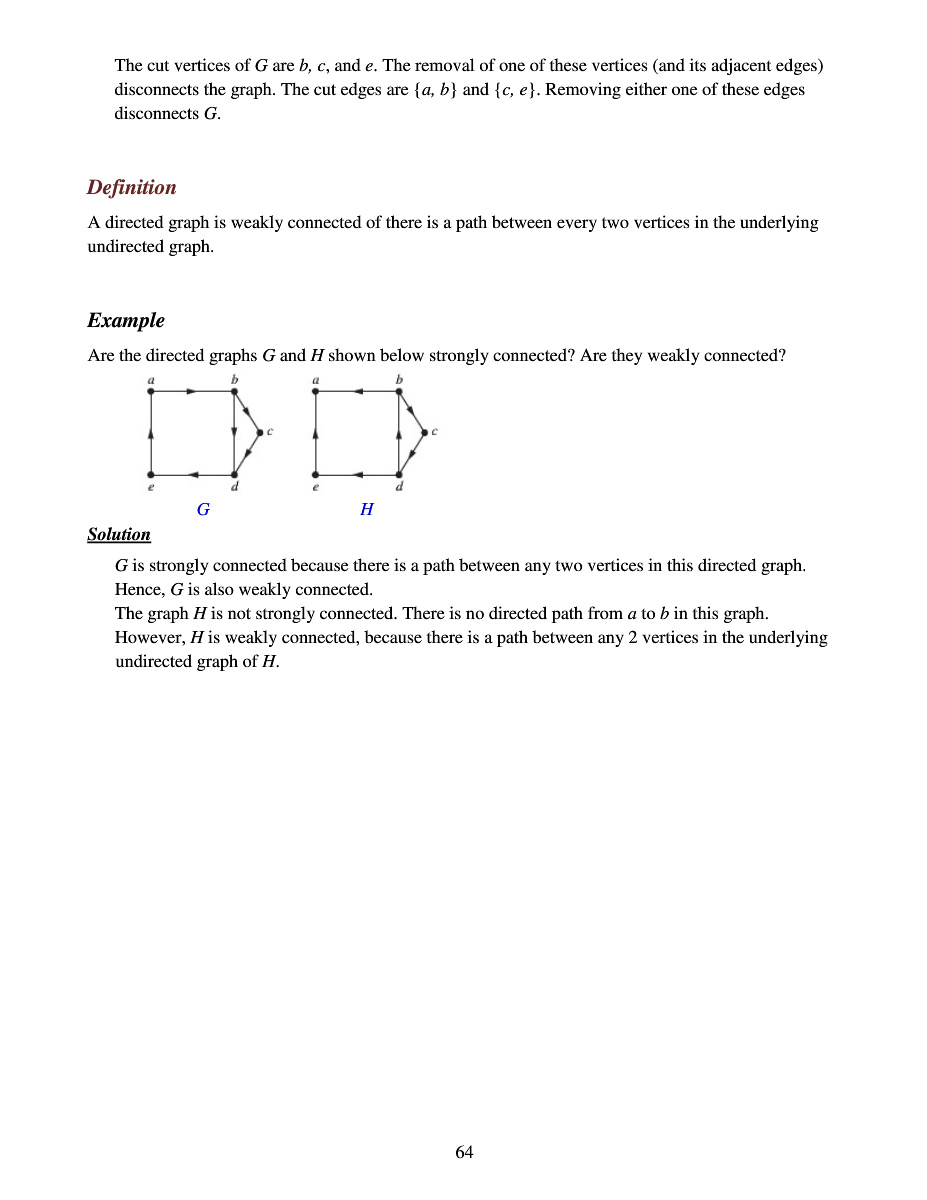 The cut vertices of G are b, c, and e. The removal of one of these vertices (and its adjacent edges)
disconnects the graph. The cut edges are {a, b} and {c, e}. Removing either one of these edges
disconnects G.
Definition
A directed graph is weakly connected of there is a path between every two vertices in the underlying
undirected graph.
Example
Are the directed graphs G and H shown below strongly connected? Are they weakly connected?
a b a b
c c
e d e d
G H
Solution
G is strongly connected because there is a path between any two vertices in this directed graph.
Hence, G is also weakly connected.
The graph H is not strongly connected. There is no directed path from a to b in this graph.
However, H is weakly connected, because there is a path between any 2 vertices in the underlying
undirected graph of H.
64